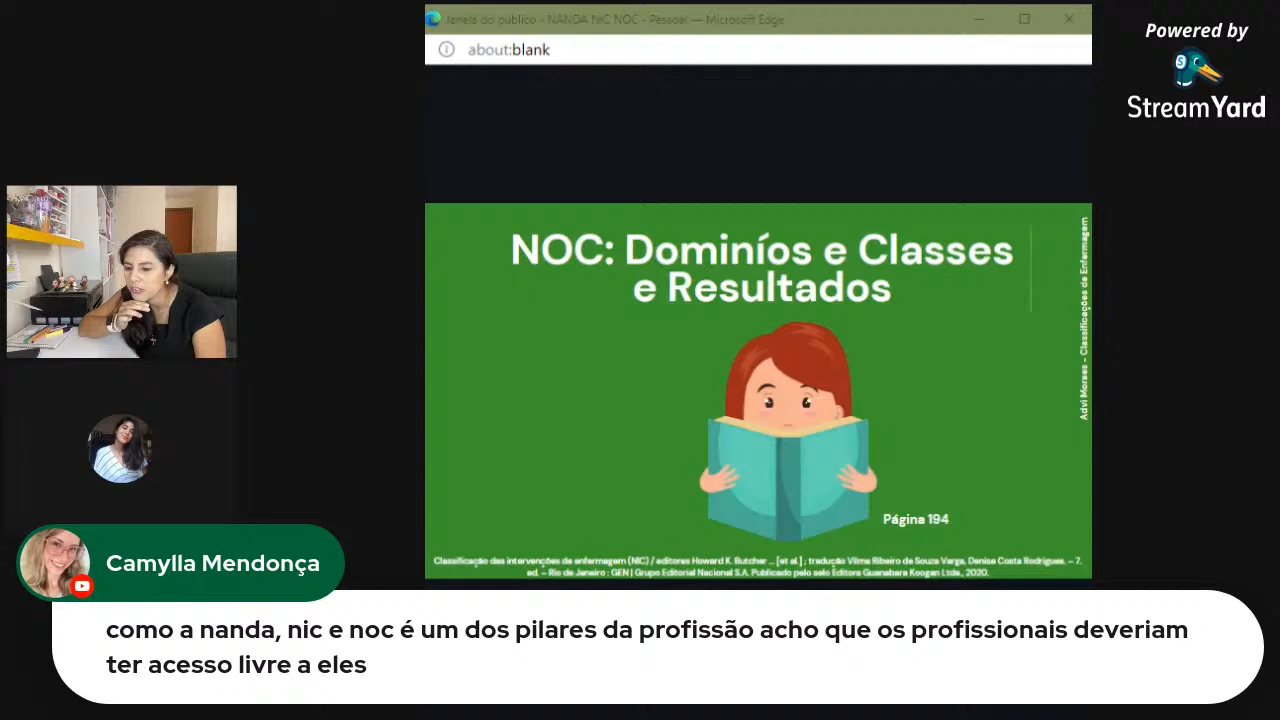 Janela do público - NANDA NIC NOC - Pessoal — Microsoft Edge
about:blank
Powered by
StreamYard
NOC: Dominíos e Classes
e Resultados
Advi Moraes - Classificações de Enfermagem
Página 194
Classificação das intervenções de enfermagem (NIC) / editores Howard K. Butcher ... [et al.] ; tradução Vilma Ribeiro de Souza Varga, Denise Costa Rodrigues. – 7.
ed. – Rio de Janeiro : GEN | Grupo Editorial Nacional S.A. Publicado pelo selo Editora Guanabara Koogan Ltda., 2020.
Camylla Mendonça
como a nanda, nic e noc é um dos pilares da profissão acho que os profissionais deveriam
ter acesso livre a eles